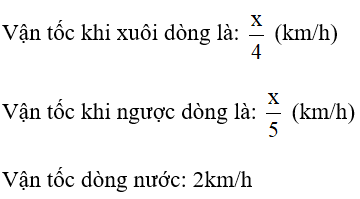 Vận tốc khi xuôi dòng là: x/4 (km/h)
Vận tốc khi ngược dòng là: x/5 (km/h)
Vận tốc dòng nước: 2km/h